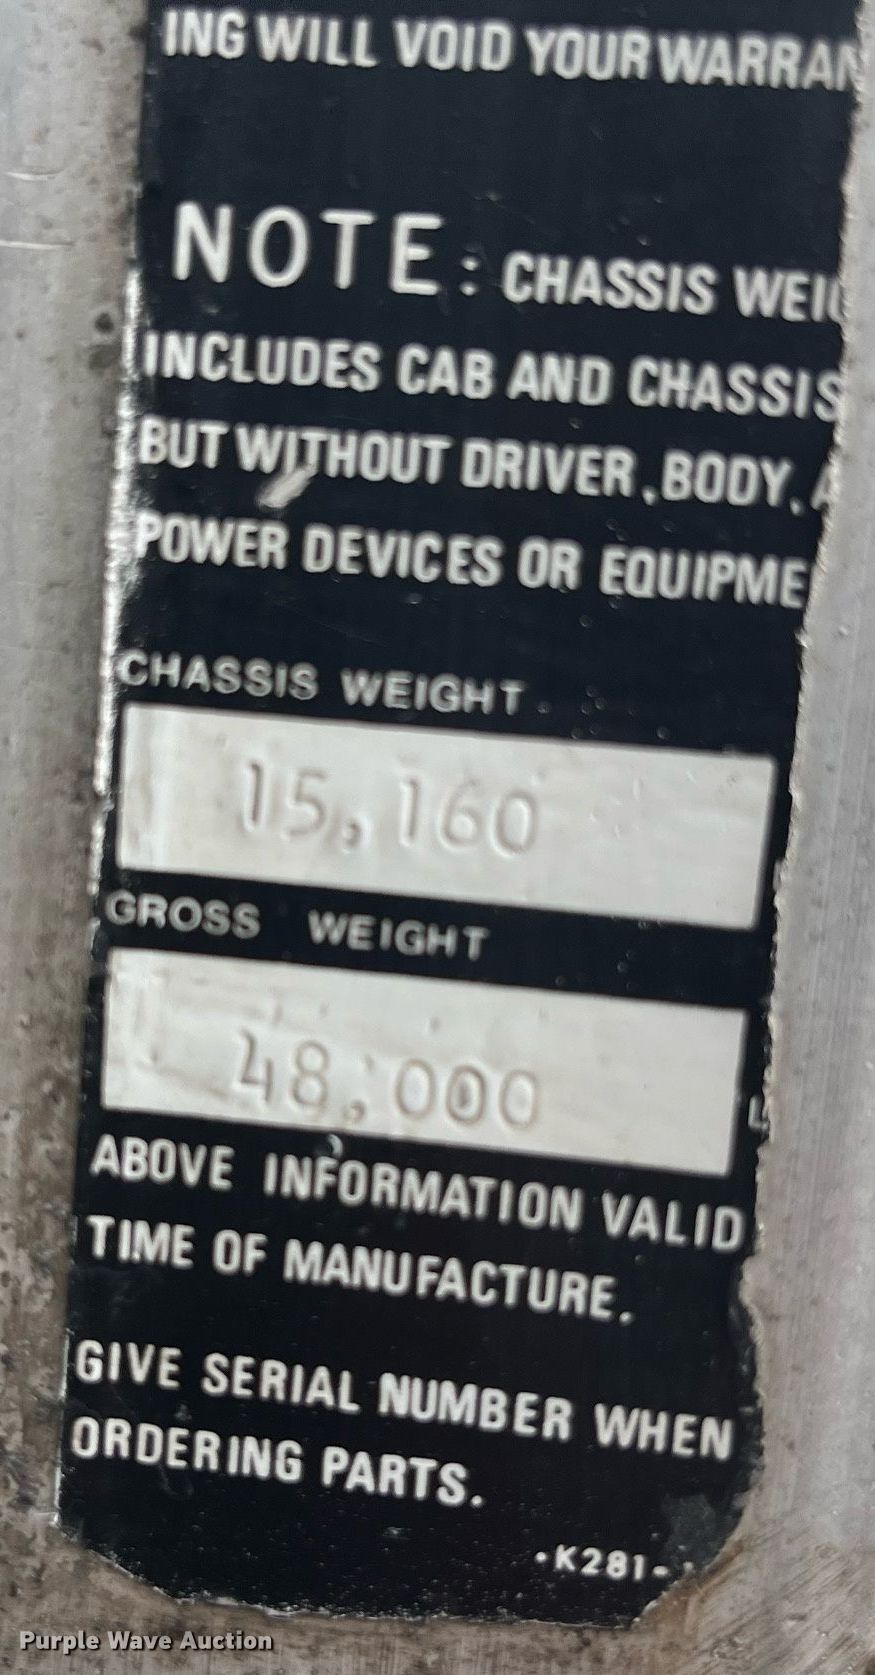 ING WILL VOID YOUR WARRAN
NOTE: CHASSIS WEIG
INCLUDES CAB AND CHASSIS
BUT WITHOUT DRIVER, BODY, A
POWER DEVICES OR EQUIPME
CHASSIS WEIGHT.
15,160
GROSS WEIGHT
48,000
L
ABOVE INFORMATION VALID
TIME OF MANUFACTURE.
GIVE SERIAL NUMBER WHEN
ORDERING PARTS.
·K281-
Purple Wave Auction